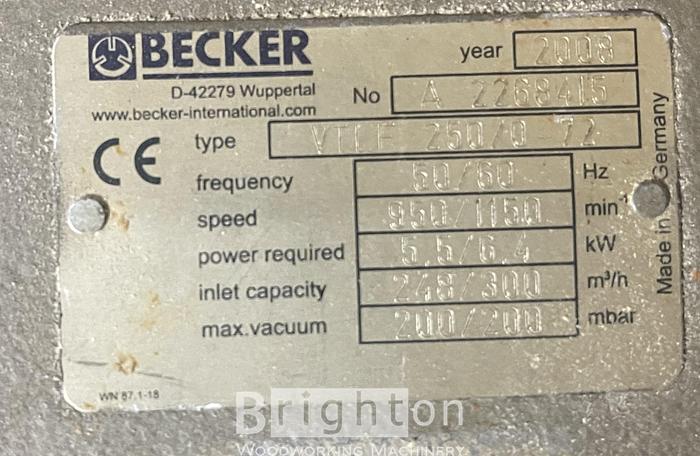 BECKER
year 2008
D-42279 Wuppertal
www.becker-international.com
No A 2268415
type VTLF 250/0-72
CE
frequency 50/60 Hz
speed 950/1150 min⁻¹
power required 5.5/6.4 kW
inlet capacity 248/300 m³/h
max.vacuum 200/200 mbar
Made in Germany
WN 87.1-18
Brighton
WOODWORKING MACHINERY